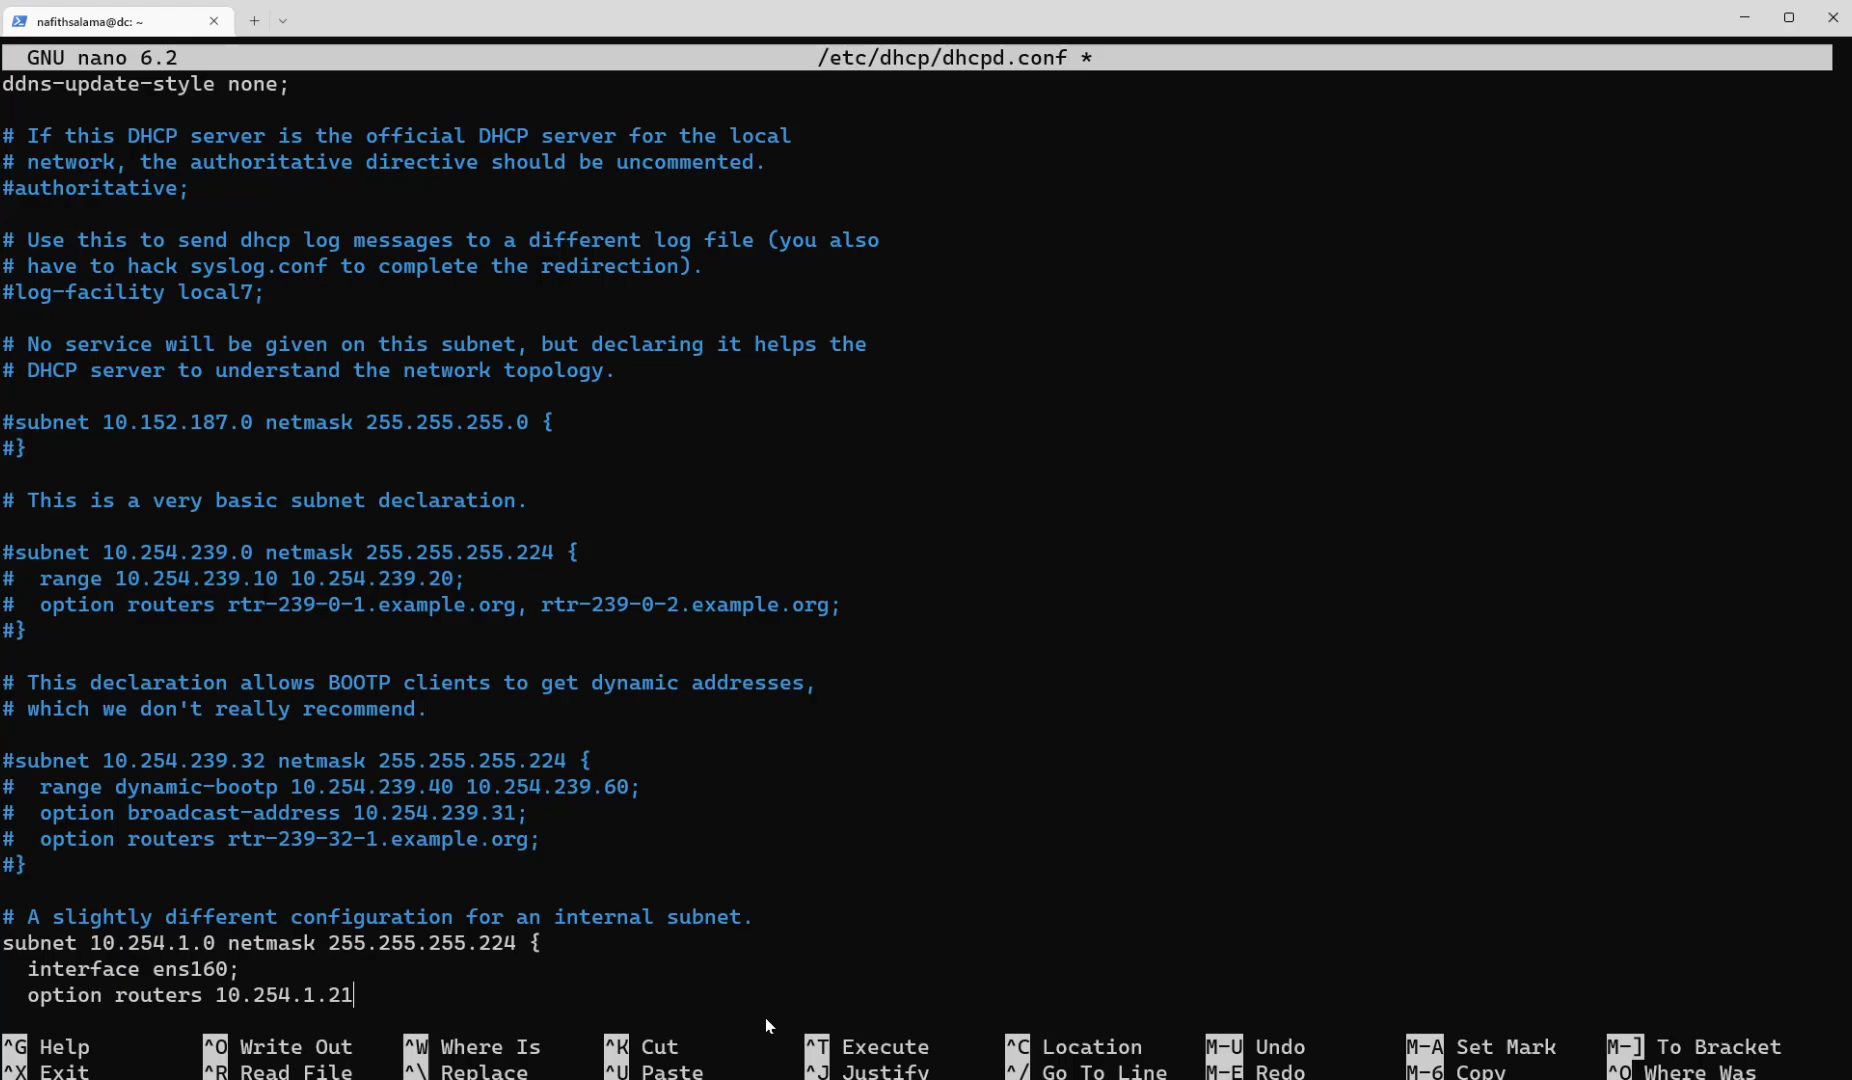 nafithsalama@dc: ~
GNU nano 6.2 /etc/dhcp/dhcpd.conf *
ddns-update-style none;
# If this DHCP server is the official DHCP server for the local
# network, the authoritative directive should be uncommented.
#authoritative;
# Use this to send dhcp log messages to a different log file (you also
# have to hack syslog.conf to complete the redirection).
#log-facility local7;
# No service will be given on this subnet, but declaring it helps the
# DHCP server to understand the network topology.
#subnet 10.152.187.0 netmask 255.255.255.0 {
#}
# This is a very basic subnet declaration.
#subnet 10.254.239.0 netmask 255.255.255.224 {
#  range 10.254.239.10 10.254.239.20;
#  option routers rtr-239-0-1.example.org, rtr-239-0-2.example.org;
#}
# This declaration allows BOOTP clients to get dynamic addresses,
# which we don't really recommend.
#subnet 10.254.239.32 netmask 255.255.255.224 {
#  range dynamic-bootp 10.254.239.40 10.254.239.60;
#  option broadcast-address 10.254.239.31;
#  option routers rtr-239-32-1.example.org;
#}
# A slightly different configuration for an internal subnet.
subnet 10.254.1.0 netmask 255.255.255.224 {
  interface ens160;
  option routers 10.254.1.21
^G Help ^O Write Out ^W Where Is ^K Cut ^T Execute ^C Location M-U Undo M-A Set Mark M-] To Bracket
^X Exit ^R Read File ^\ Replace ^U Paste ^J Justify ^/ Go To Line M-E Redo M-6 Copy ^Q Where Was